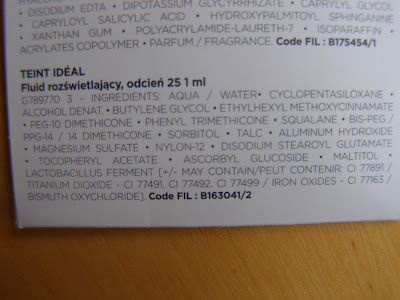 • DISODIUM EDTA • DIPOTASSIUM GLYCYRRHIZATE • CAPRYLYL GLYCOL
• CAPRYLOYL SALICYLIC ACID • HYDROXYPALMITOYL SPHINGANINE
• XANTHAN GUM • POLYACRYLAMIDE-LAURETH-7 • ISOPARAFFIN •
ACRYLATES COPOLYMER • PARFUM / FRAGRANCE. Code FIL : B175454/1
TEINT IDÉAL
Fluid rozświetlający, odcień 25 1 ml
G789770 3 - INGREDIENTS: AQUA / WATER• CYCLOPENTASILOXANE •
ALCOHOL DENAT. • BUTYLENE GLYCOL • ETHYLHEXYL METHOXYCINNAMATE
• PEG-10 DIMETHICONE • PHENYL TRIMETHICONE • SQUALANE • BIS-PEG /
PPG-14 / 14 DIMETHICONE • SORBITOL • TALC • ALUMINUM HYDROXIDE
• MAGNESIUM SULFATE • NYLON-12 • DISODIUM STEAROYL GLUTAMATE
• TOCOPHERYL ACETATE • ASCORBYL GLUCOSIDE • MALTITOL •
LACTOBACILLUS FERMENT [+/- MAY CONTAIN/PEUT CONTENIR: CI 77891 /
TITANIUM DIOXIDE - CI 77491, CI 77492, CI 77499 / IRON OXIDES - CI 77163 /
BISMUTH OXYCHLORIDE]. Code FIL : B163041/2